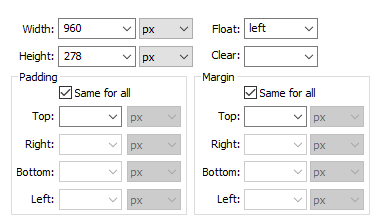 Width: 960 px Float: left
Height: 278 px Clear:
Padding Margin
Same for all Same for all
Top: px Top: px
Right: px Right: px
Bottom: px Bottom: px
Left: px Left: px